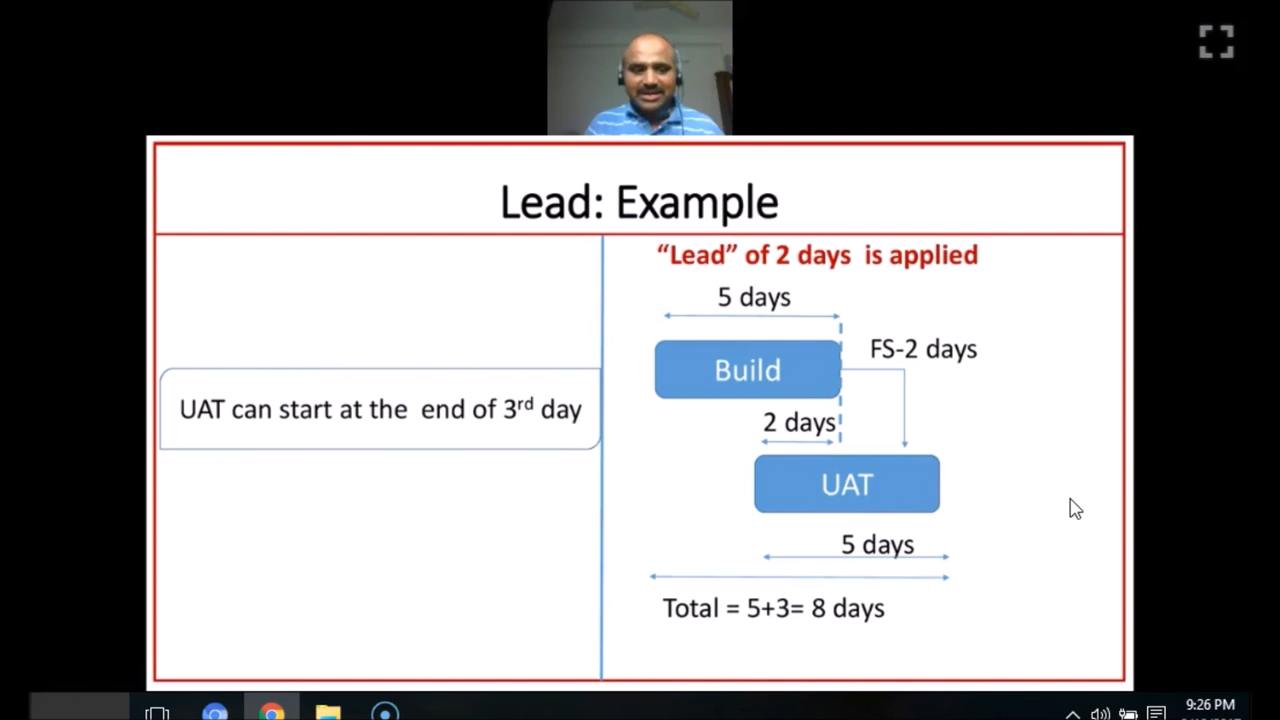 Lead: Example
UAT can start at the end of 3rd day
“Lead” of 2 days is applied
5 days
Build
FS-2 days
2 days
UAT
5 days
Total = 5+3= 8 days
9:26 PM